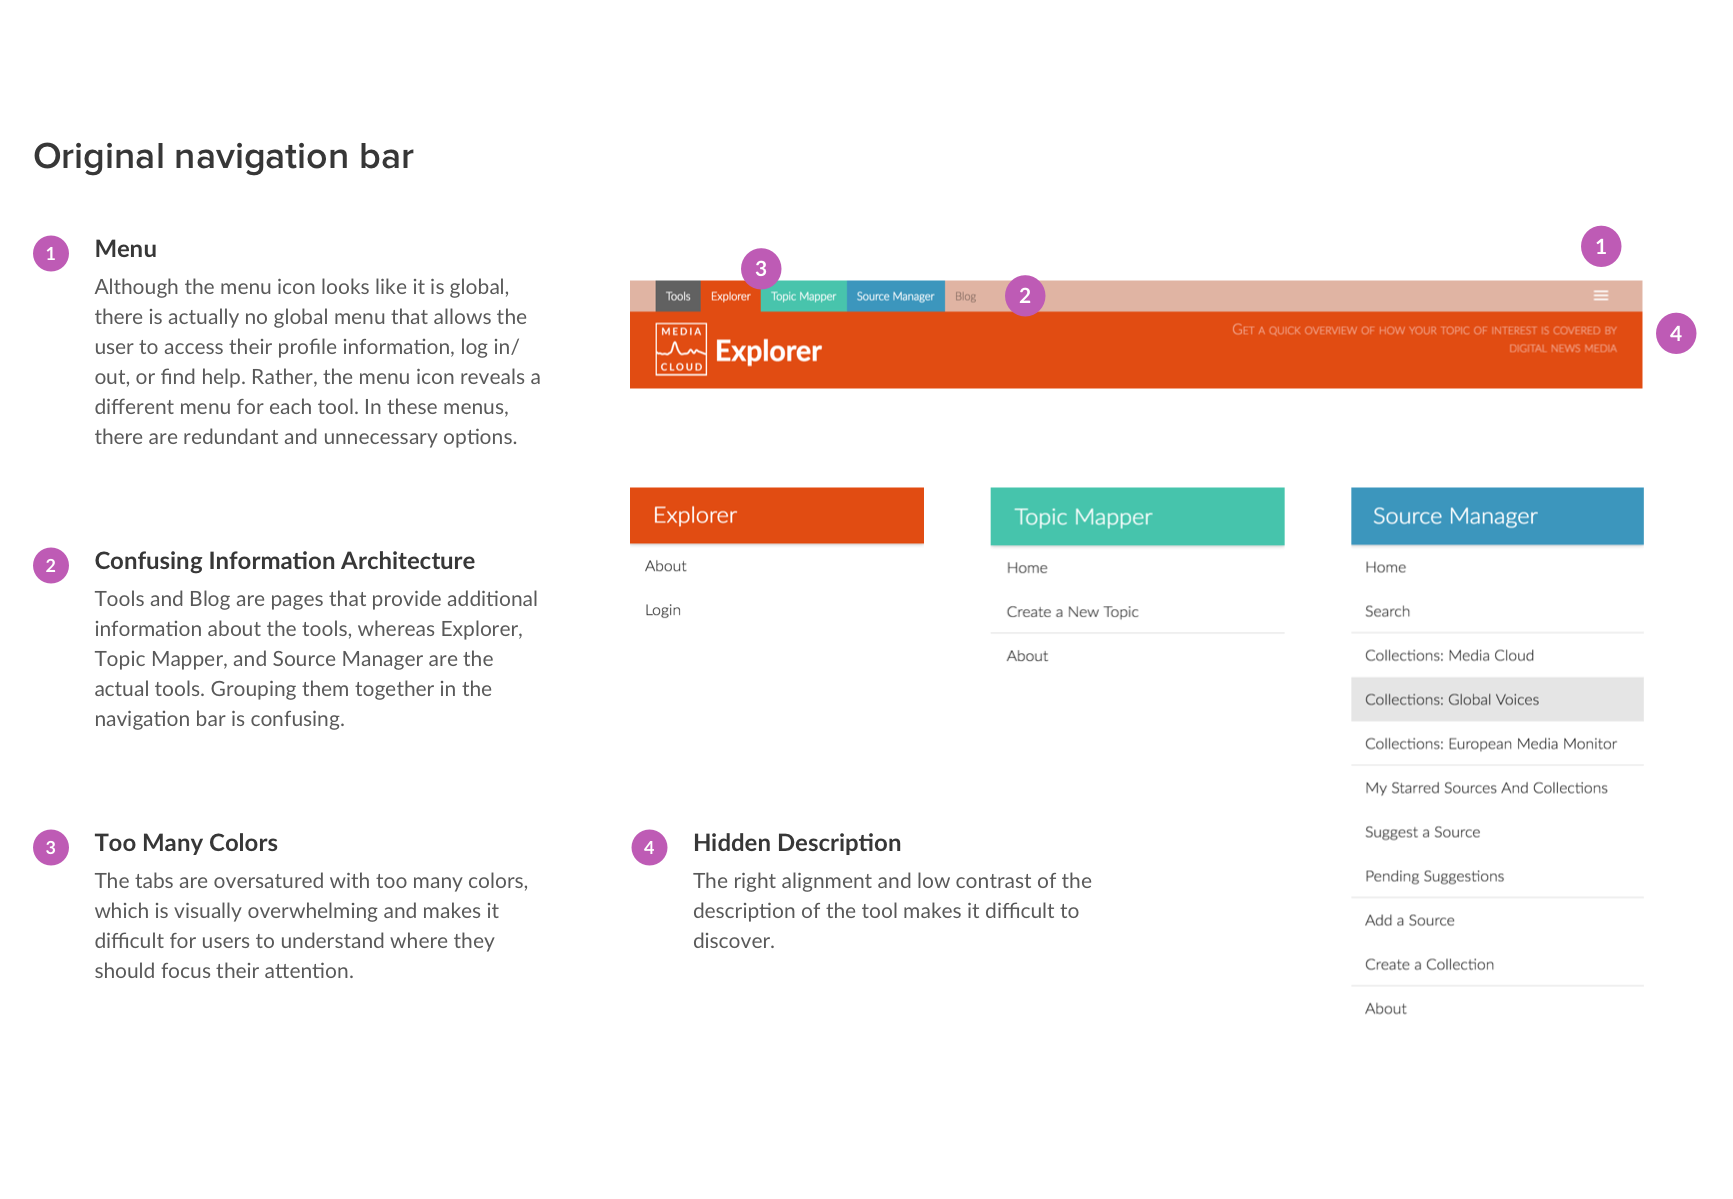 Original navigation bar
1
Menu
Although the menu icon looks like it is global,
there is actually no global menu that allows the
user to access their profile information, log in/
out, or find help. Rather, the menu icon reveals a
different menu for each tool. In these menus,
there are redundant and unnecessary options.
2
Confusing Information Architecture
Tools and Blog are pages that provide additional
information about the tools, whereas Explorer,
Topic Mapper, and Source Manager are the
actual tools. Grouping them together in the
navigation bar is confusing.
3
Too Many Colors
The tabs are oversatured with too many colors,
which is visually overwhelming and makes it
difficult for users to understand where they
should focus their attention.
1
3
Tools Explorer Topic Mapper Source Manager Blog 2
MEDIA
CLOUD
Explorer
GET A QUICK OVERVIEW OF HOW YOUR TOPIC OF INTEREST IS COVERED BY
DIGITAL NEWS MEDIA
4
Explorer
About
Login
Topic Mapper
Home
Create a New Topic
About
Source Manager
Home
Search
Collections: Media Cloud
Collections: Global Voices
Collections: European Media Monitor
My Starred Sources And Collections
Suggest a Source
Pending Suggestions
Add a Source
Create a Collection
About
4
Hidden Description
The right alignment and low contrast of the
description of the tool makes it difficult to
discover.